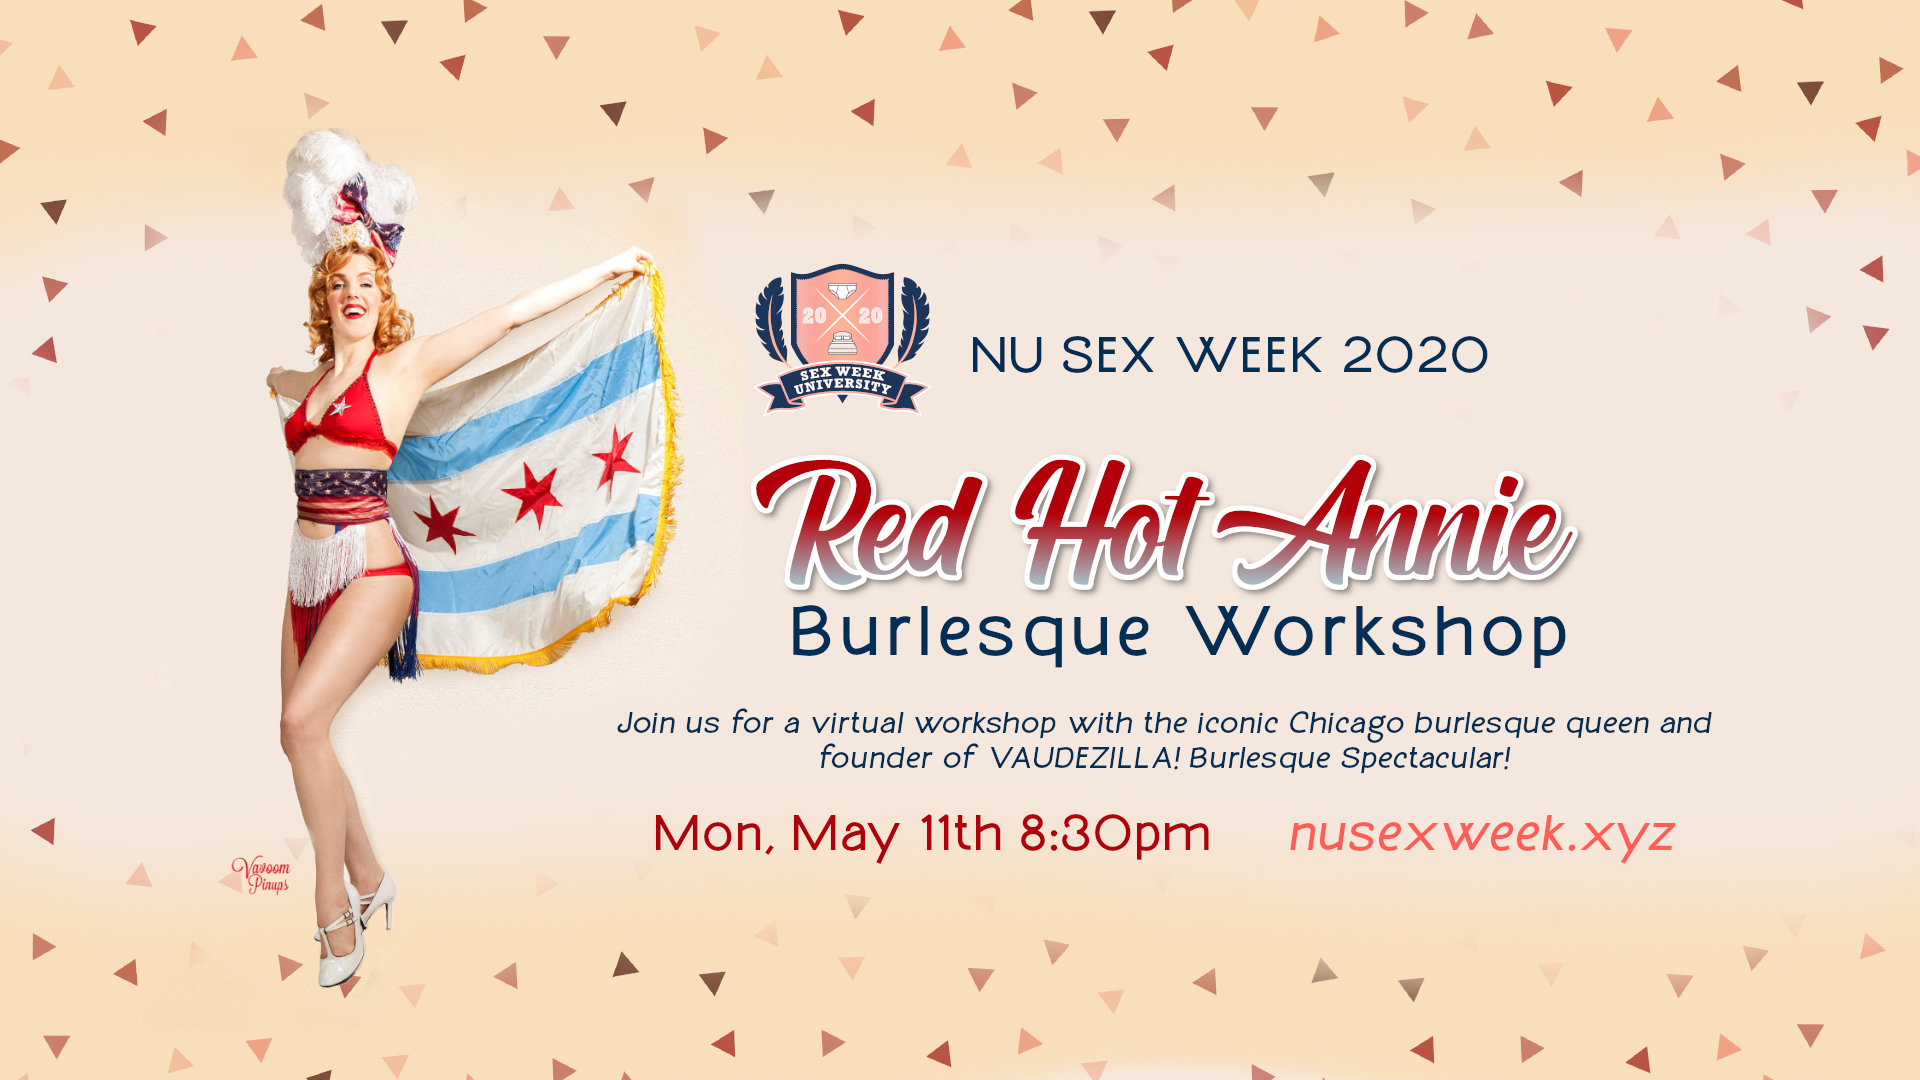 20 20
SEX WEEK
UNIVERSITY
NU SEX WEEK 2020
Red Hot Annie
Burlesque Workshop
Join us for a virtual workshop with the iconic Chicago burlesque queen and
founder of VAUDEZILLA! Burlesque Spectacular!
Mon, May 11th 8:30pm
nusexweek.xyz
Vavoom
Pinups